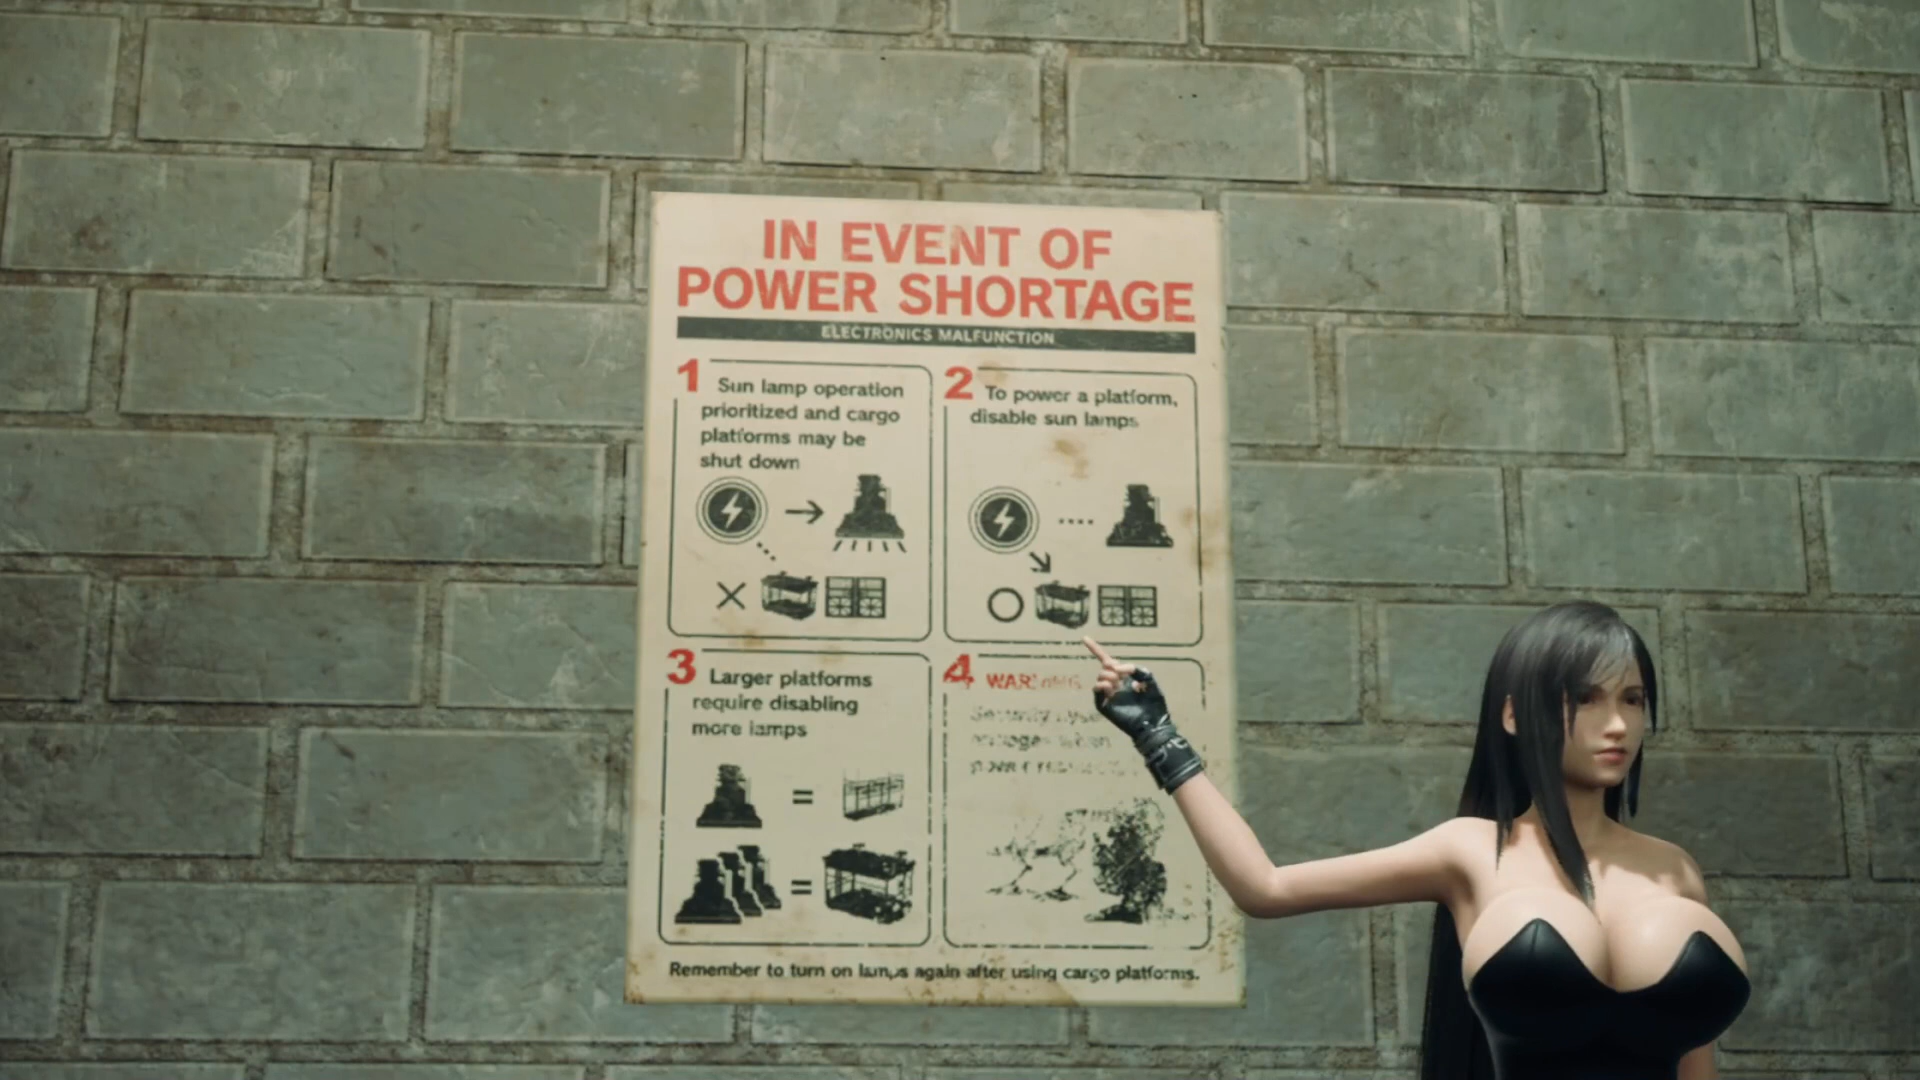 IN EVENT OF
POWER SHORTAGE
ELECTRONICS MALFUNCTION
1 Sun lamp operation
prioritized and cargo
platforms may be
shut down
2 To power a platform,
disable sun lamps
3 Larger platforms
require disabling
more lamps
4
Remember to turn on lamps again after using cargo platforms.